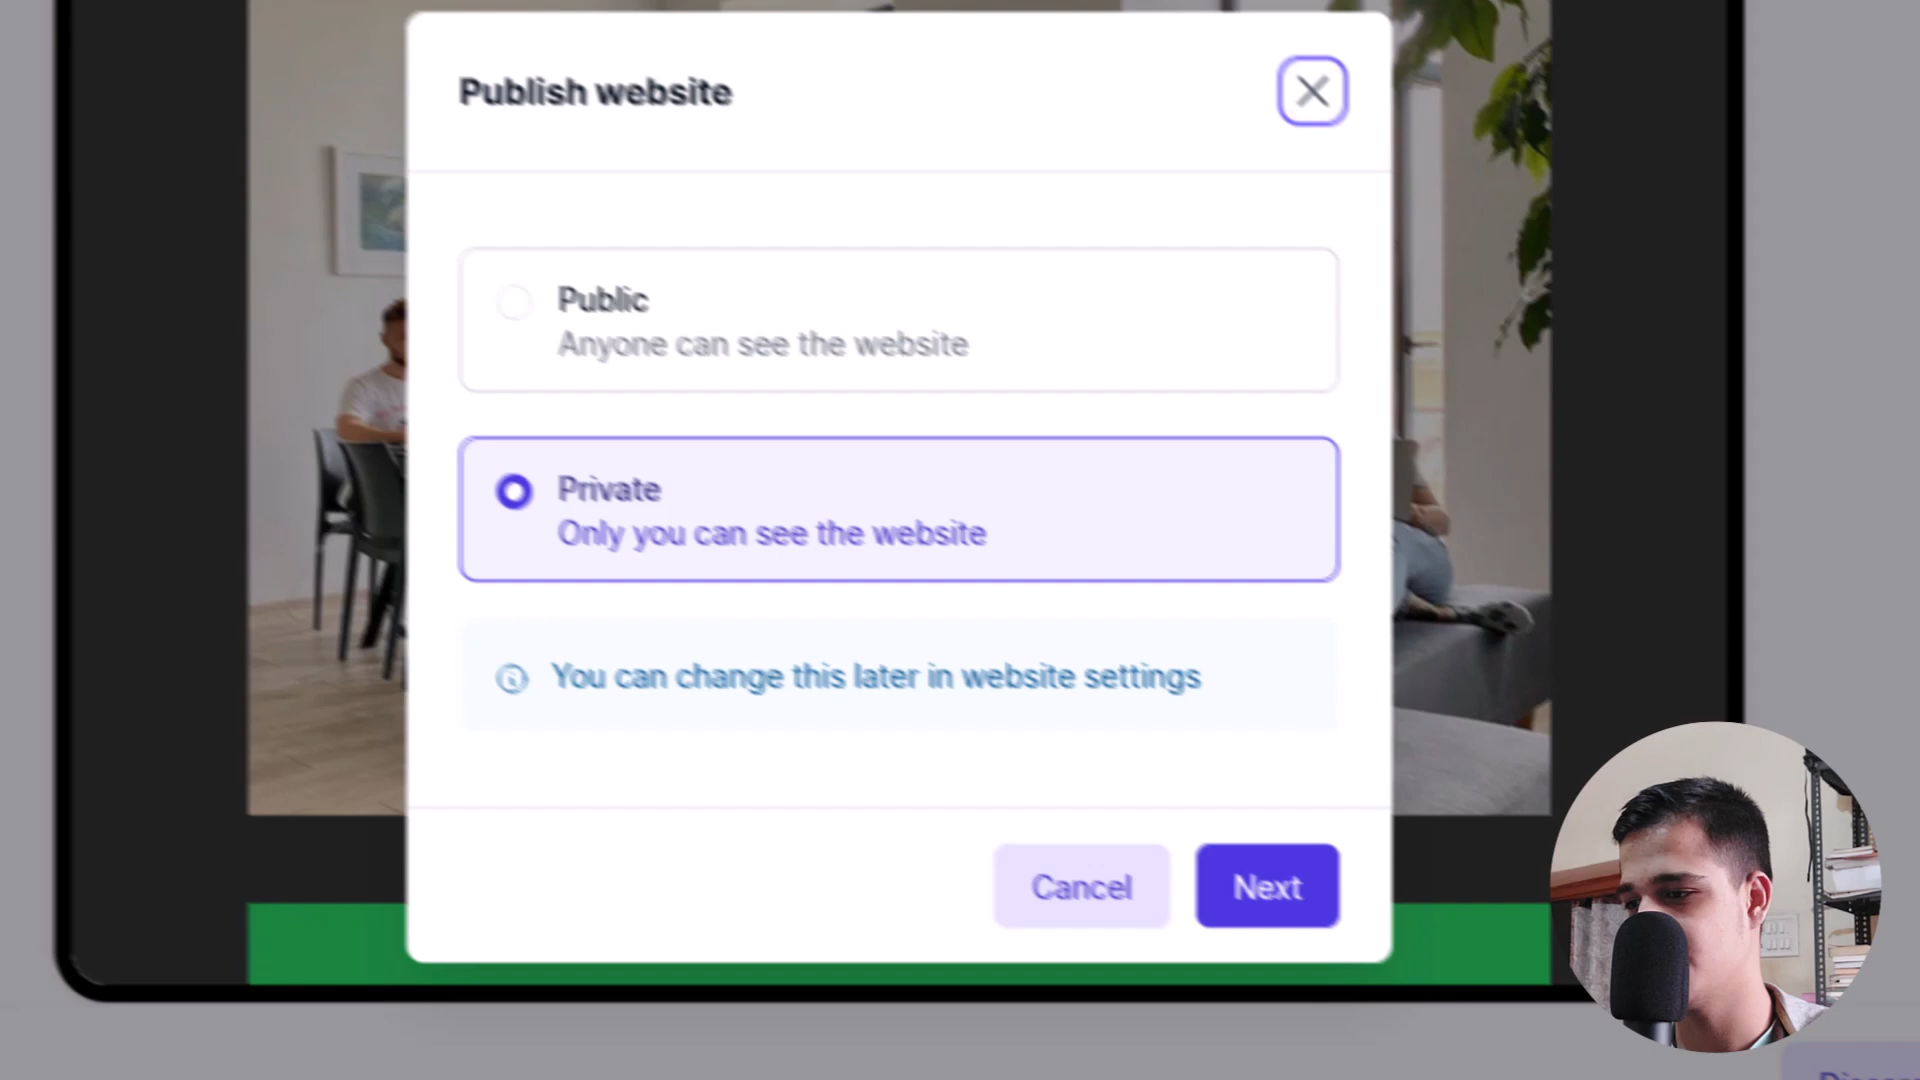 Publish website
Public
Anyone can see the website
Private
Only you can see the website
You can change this later in website settings
Cancel
Next